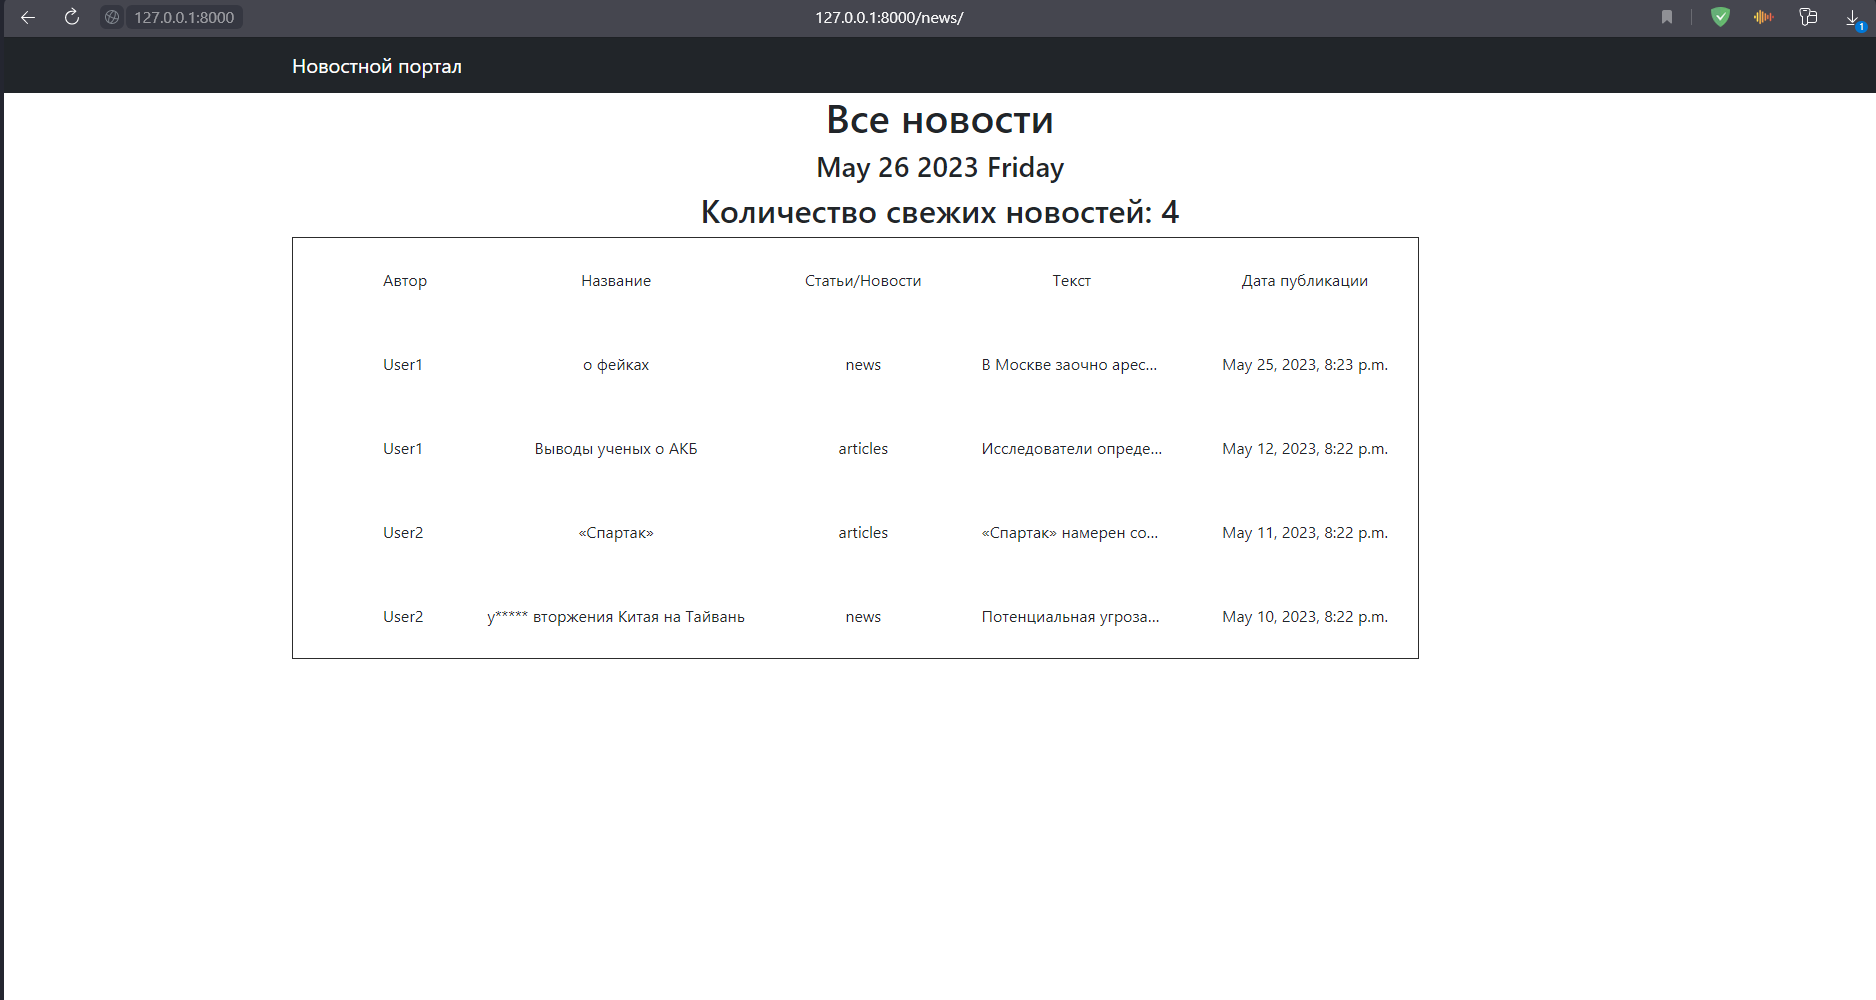 127.0.0.1:8000 127.0.0.1:8000/news/ 1
Новостной портал
Все новости
May 26 2023 Friday
Количество свежих новостей: 4
Автор Название Статьи/Новости Текст Дата публикации
User1 о фейках news В Москве заочно арес... May 25, 2023, 8:23 p.m.
User1 Выводы ученых о АКБ articles Исследователи опреде... May 12, 2023, 8:22 p.m.
User2 «Спартак» articles «Спартак» намерен со... May 11, 2023, 8:22 p.m.
User2 у***** вторжения Китая на Тайвань news Потенциальная угроза... May 10, 2023, 8:22 p.m.